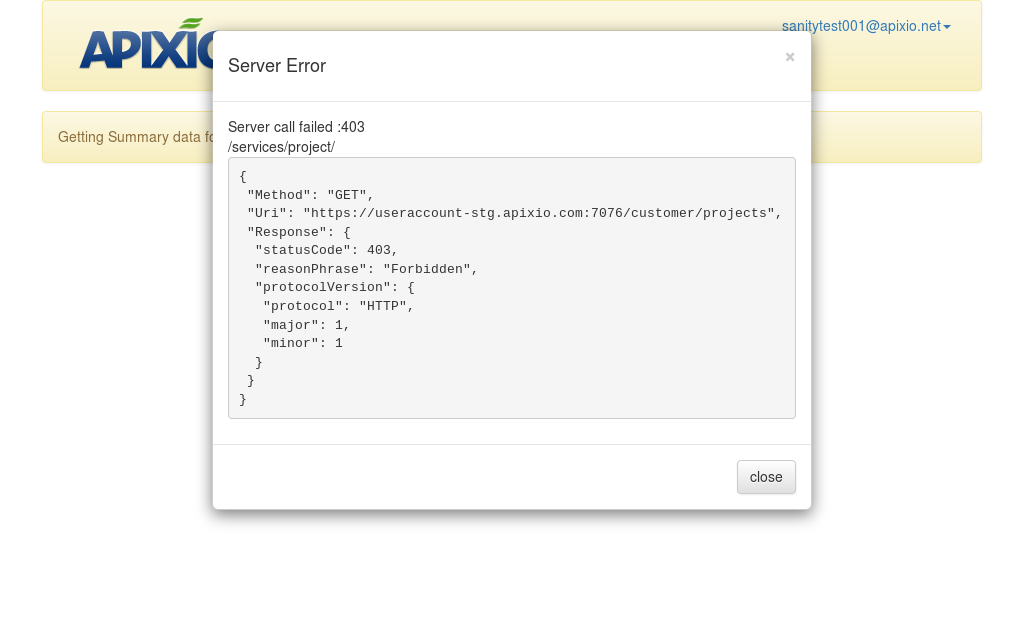 APIXIO
sanitytest001@apixio.net
Server Error
×
Getting Summary data
Server call failed :403
/services/project/
{
"Method": "GET",
"Uri": "https://useraccount-stg.apixio.com:7076/customer/projects",
"Response": {
"statusCode": 403,
"reasonPhrase": "Forbidden",
"protocolVersion": {
"protocol": "HTTP",
"major": 1,
"minor": 1
}
}
}
close